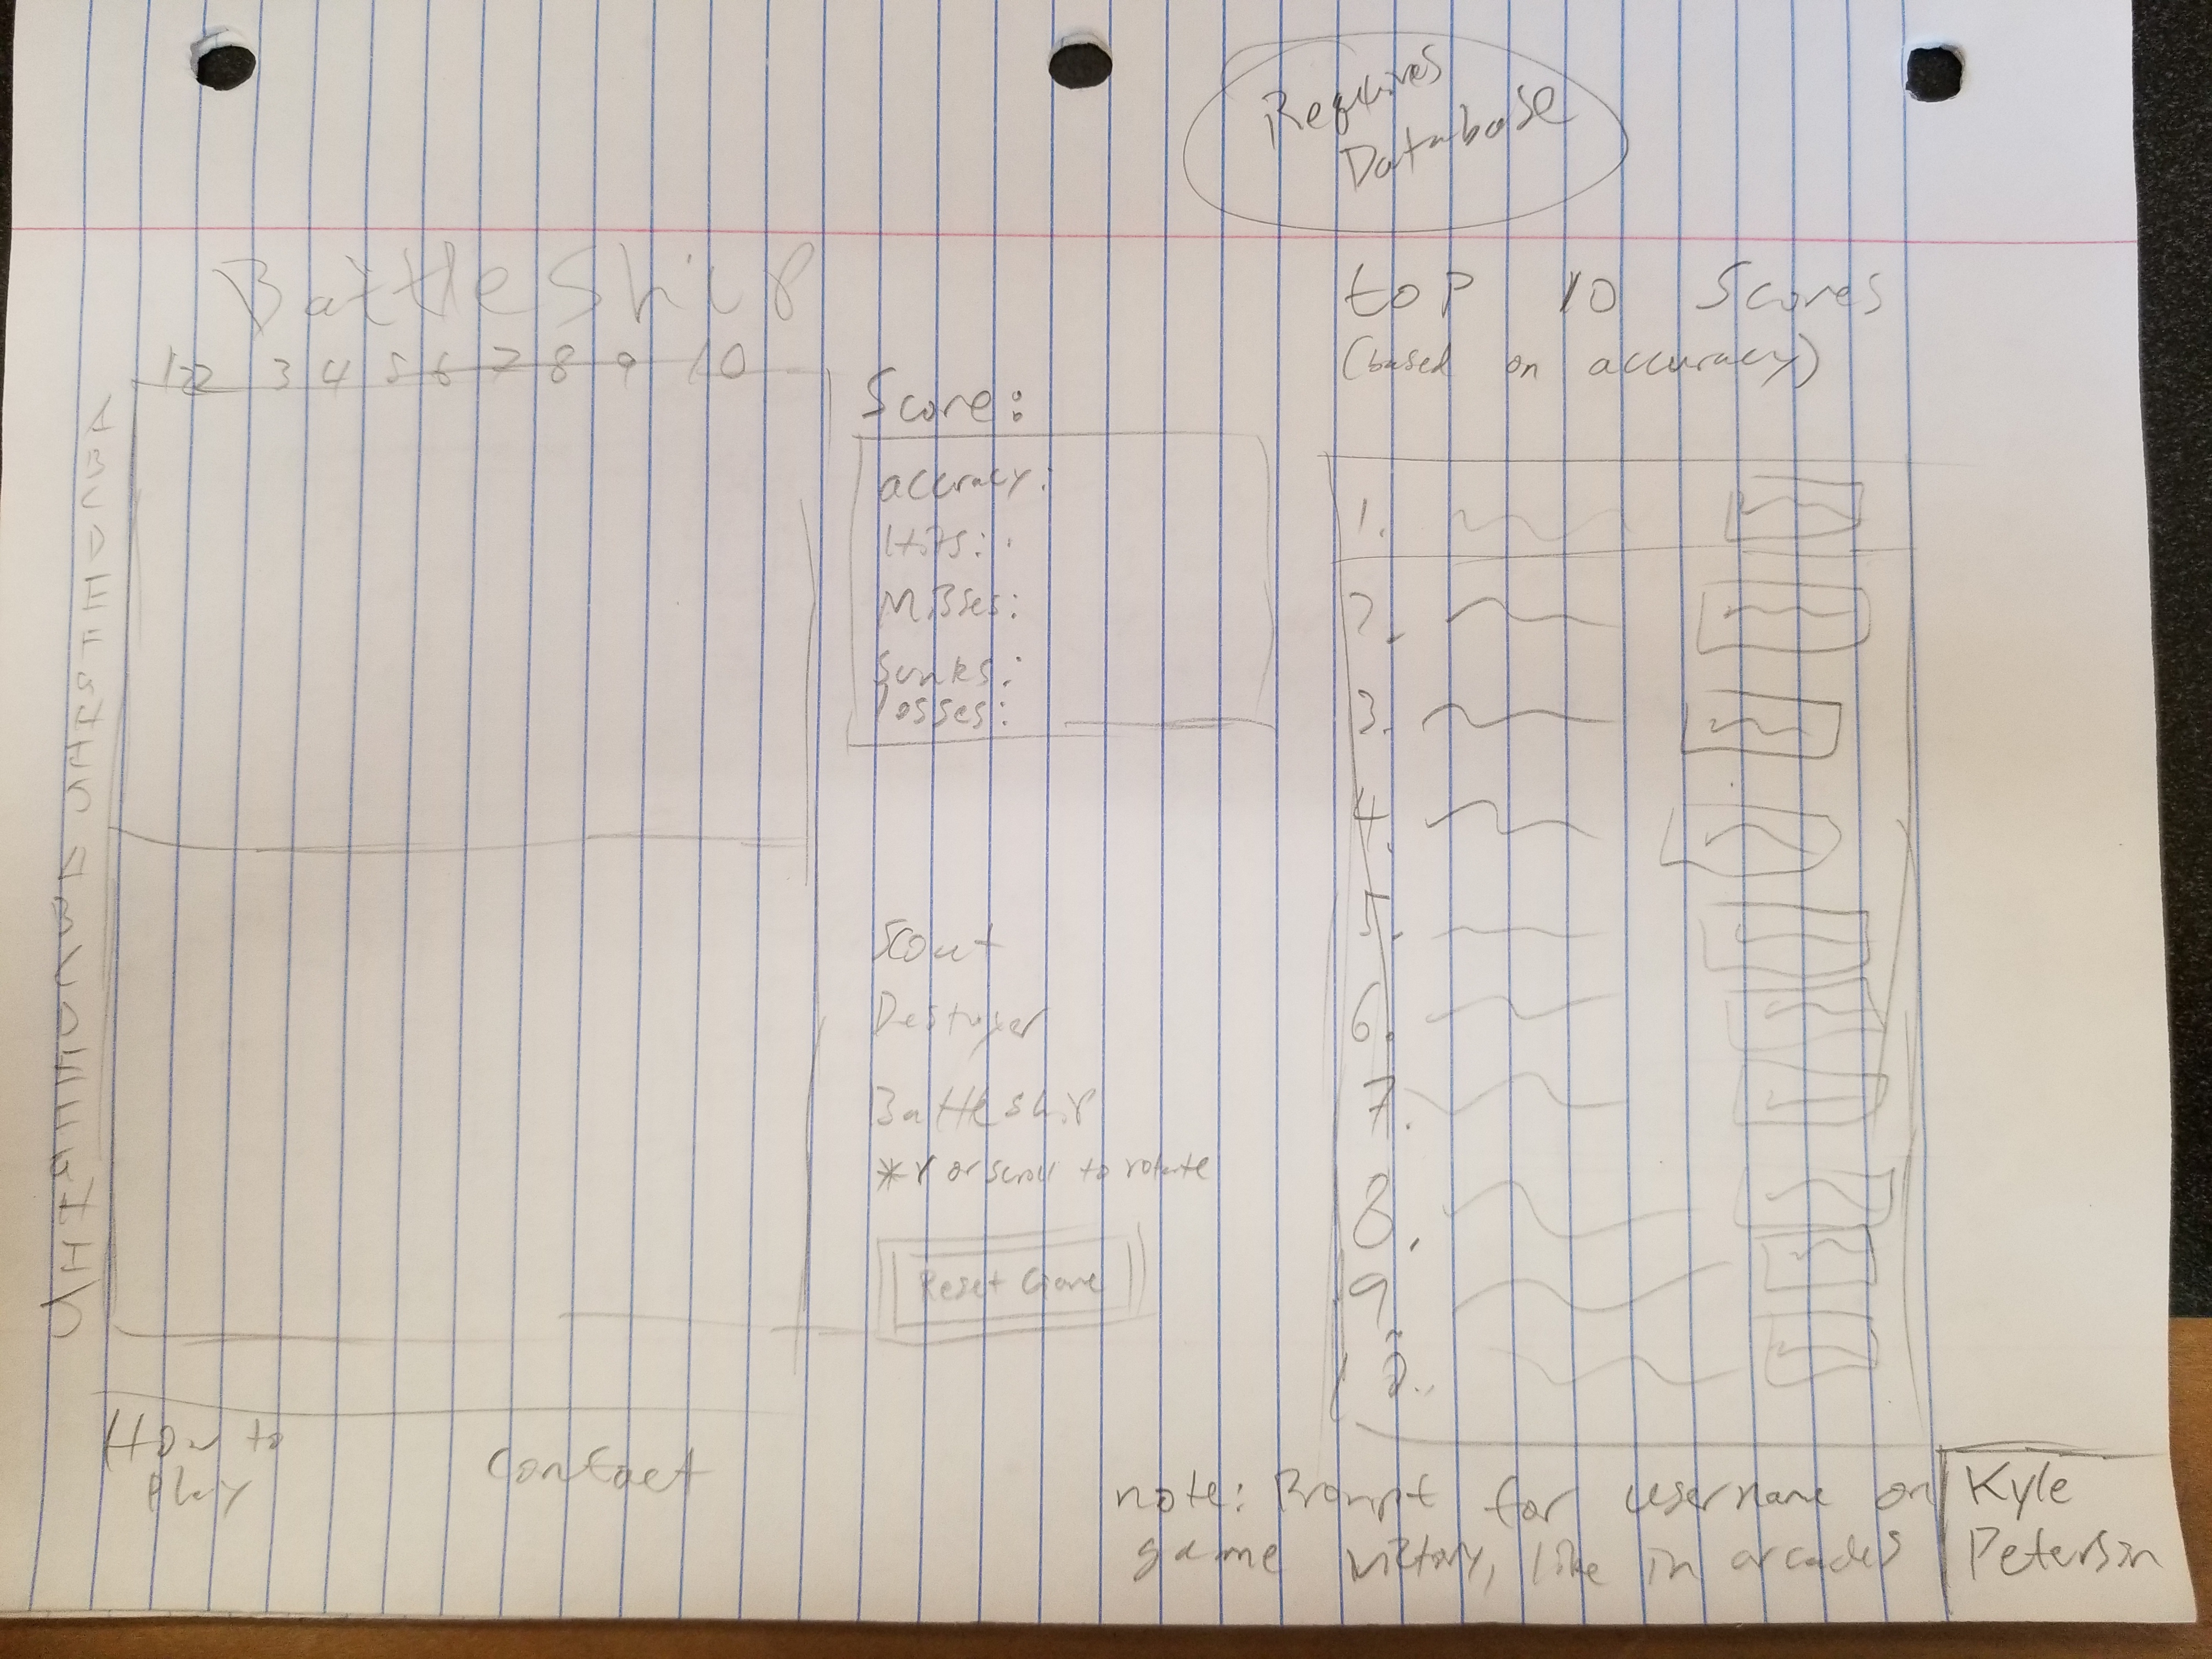 Requires
Database
BattleShip
1 2 3 4 5 6 7 8 9 10
A
B
C
D
E
F
G
H
I
J
A
B
C
D
E
F
G
H
I
J
Score:
accuracy:
Hits:
Misses:
Sunks:
losses:
Scout
Destroyer
Battleship
*r or scroll to rotate
Reset Game
How to
Play
Contact
top 10 Scores
(based on accuracy)
1.
2.
3.
4.
5.
6.
7.
8.
9
10.
note: Prompt for username on
game victory, like in arcades
Kyle
Peterson